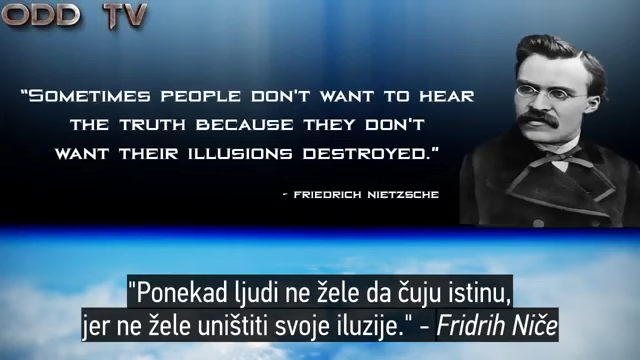 ODD TV
“SOMETIMES PEOPLE DON'T WANT TO HEAR
THE TRUTH BECAUSE THEY DON'T
WANT THEIR ILLUSIONS DESTROYED.”
- FRIEDRICH NIETZSCHE
"Ponekad ljudi ne žele da čuju istinu,
jer ne žele uništiti svoje iluzije." - Fridrih Niče